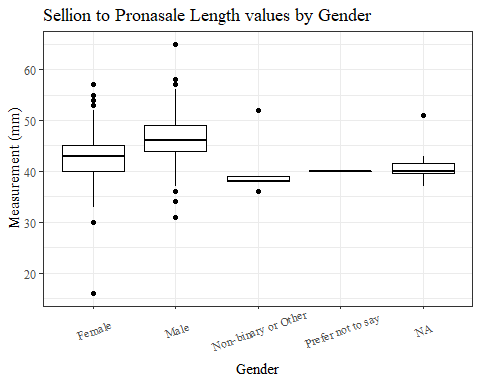 Sellion to Pronasale Length values by Gender
Measurement (mm)
60
50
40
30
20
Female
Male
Non-binary or Other
Prefer not to say
NA
Gender